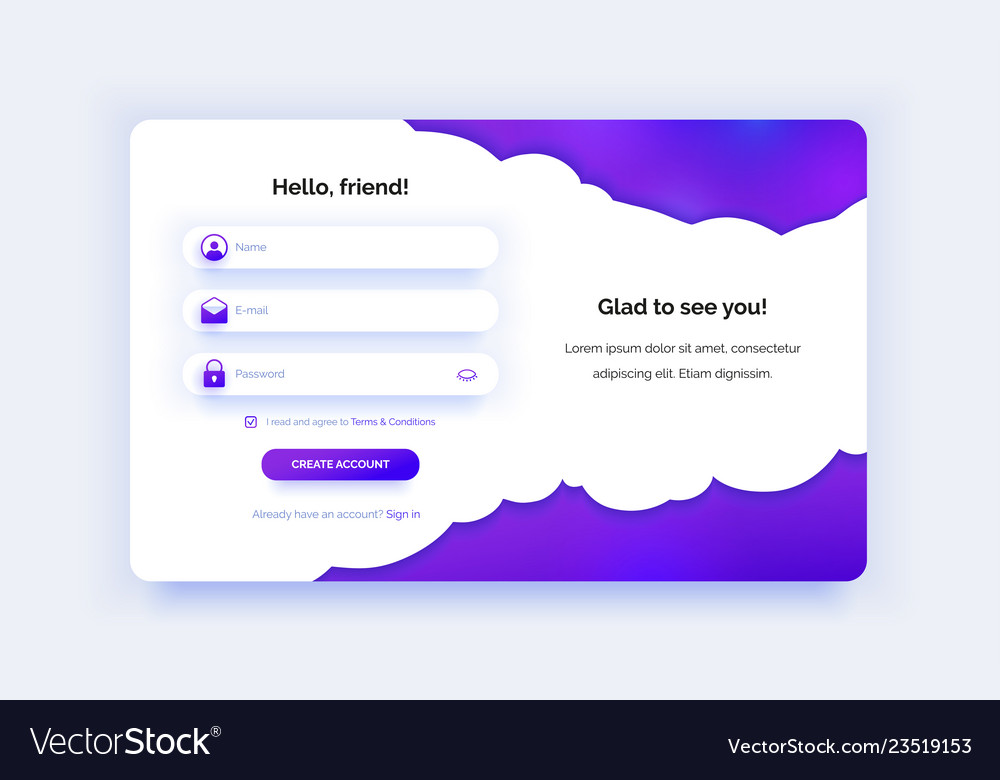 Hello, friend!
Name
E-mail
Password
I read and agree to Terms & Conditions
CREATE ACCOUNT
Already have an account? Sign in
Glad to see you!
Lorem ipsum dolor sit amet, consectetur
adipiscing elit. Etiam dignissim.
VectorStock®
VectorStock.com/23519153